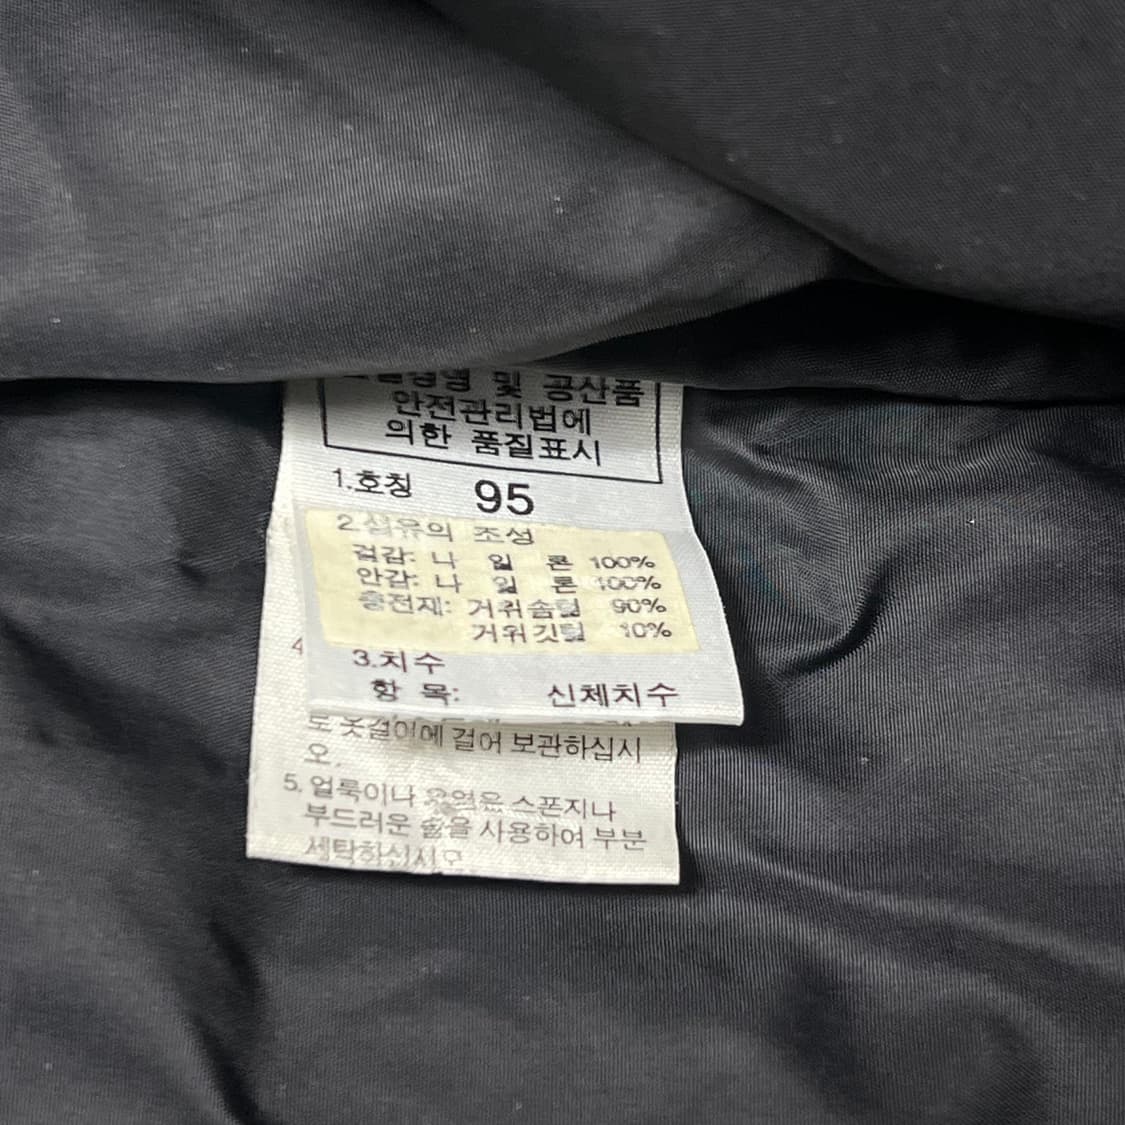 및 공산품
안전관리법에
의한 품질표시
1.호칭 95
2.섬유의 조성
겉감: 나 일 론 100%
안감: 나 일 론 100%
충전재: 거위솜털 90%
거위깃털 10%
3.치수
항 목: 신체치수
4
로 옷걸이에 걸어 보관하십시
오.
5. 얼룩이나 오염은 스폰지나
부드러운 솔을 사용하여 부분
세탁하십시오